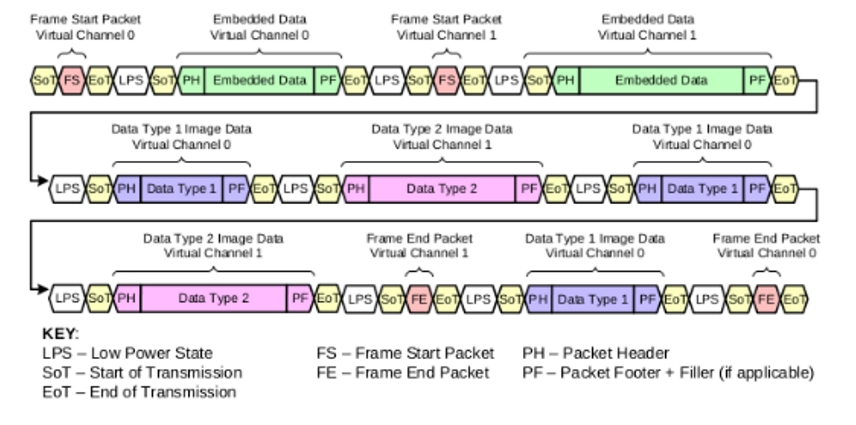 Frame Start Packet
Virtual Channel 0
Embedded Data
Virtual Channel 0
Frame Start Packet
Virtual Channel 1
Embedded Data
Virtual Channel 1
SoT FS EoT LPS SoT PH Embedded Data PF EoT LPS SoT FS EoT LPS SoT PH Embedded Data PF EoT
Data Type 1 Image Data
Virtual Channel 0
Data Type 2 Image Data
Virtual Channel 1
Data Type 1 Image Data
Virtual Channel 0
LPS SoT PH Data Type 1 PF EoT LPS SoT PH Data Type 2 PF EoT LPS SoT PH Data Type 1 PF EoT
Data Type 2 Image Data
Virtual Channel 1
Frame End Packet
Virtual Channel 1
Data Type 1 Image Data
Virtual Channel 0
Frame End Packet
Virtual Channel 0
LPS SoT PH Data Type 2 PF EoT LPS SoT FE EoT LPS SoT PH Data Type 1 PF EoT LPS SoT FE EoT
KEY:
LPS – Low Power State
SoT – Start of Transmission
EoT – End of Transmission
FS – Frame Start Packet
FE – Frame End Packet
PH – Packet Header
PF – Packet Footer + Filler (if applicable)